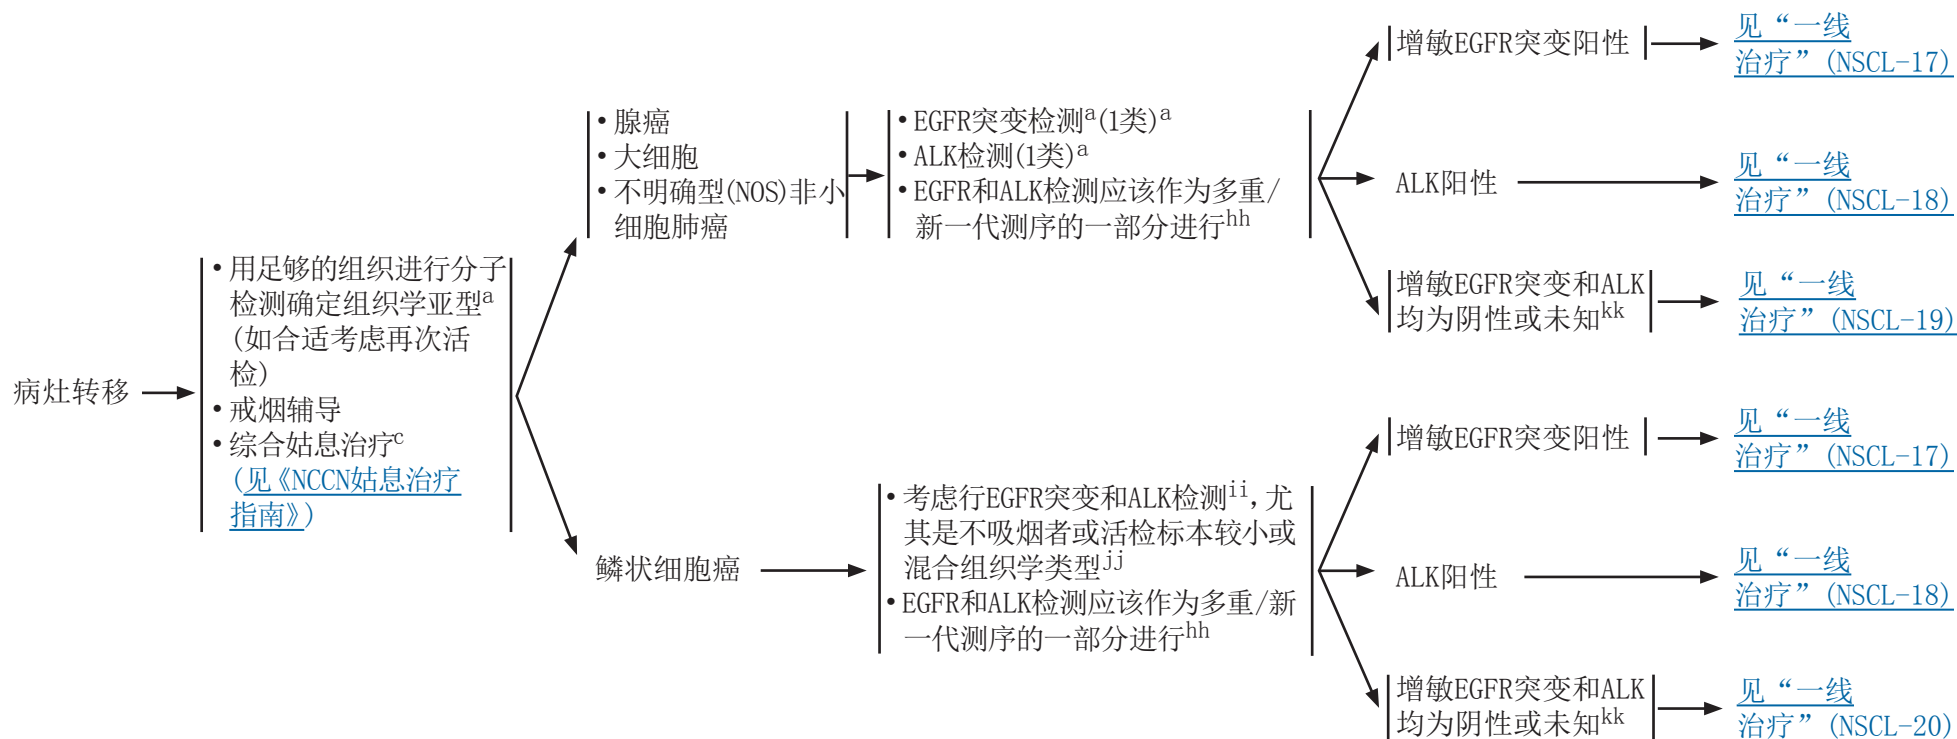 病灶转移
• 用足够的组织进行分子
检测确定组织学亚型a
(如合适考虑再次活
检)
• 戒烟辅导
• 综合姑息治疗c
(见《NCCN姑息治疗
指南》)
• 腺癌
• 大细胞
• 不明确型(NOS)非小
细胞肺癌
• EGFR突变检测a(1类)a
• ALK检测(1类)a
• EGFR和ALK检测应该作为多重/
新一代测序的一部分进行hh
增敏EGFR突变阳性
见“一线
治疗”(NSCL-17)
ALK阳性
见“一线
治疗”(NSCL-18)
增敏EGFR突变和ALK
均为阴性或未知kk
见“一线
治疗”(NSCL-19)
鳞状细胞癌
• 考虑行EGFR突变和ALK检测ii,尤
其是不吸烟者或活检标本较小或
混合组织学类型jj
• EGFR和ALK检测应该作为多重/新
一代测序的一部分进行hh
增敏EGFR突变阳性
见“一线
治疗”(NSCL-17)
ALK阳性
见“一线
治疗”(NSCL-18)
增敏EGFR突变和ALK
均为阴性或未知kk
见“一线
治疗”(NSCL-20)